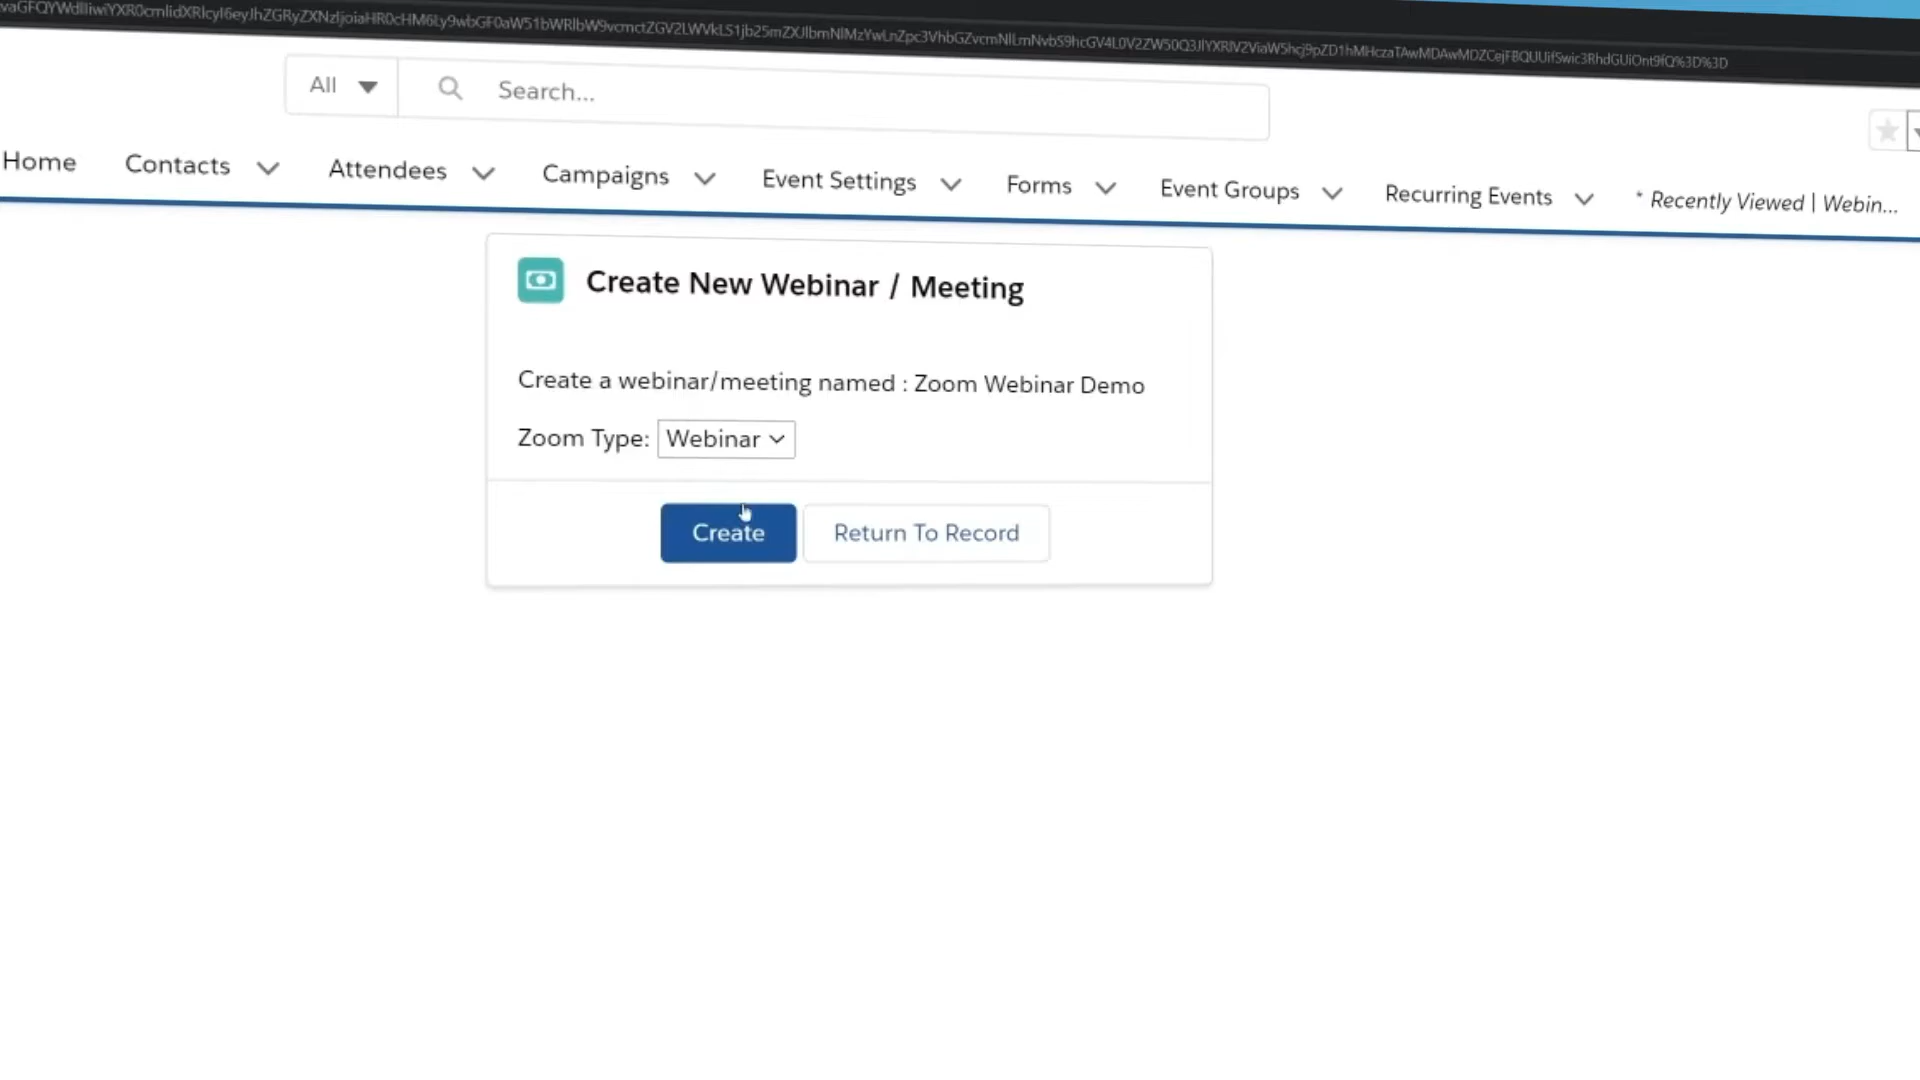 All Search...
Home Contacts Attendees Campaigns Event Settings Forms Event Groups Recurring Events * Recently Viewed | Webin...
Create New Webinar / Meeting
Create a webinar/meeting named : Zoom Webinar Demo
Zoom Type: Webinar
Create Return To Record